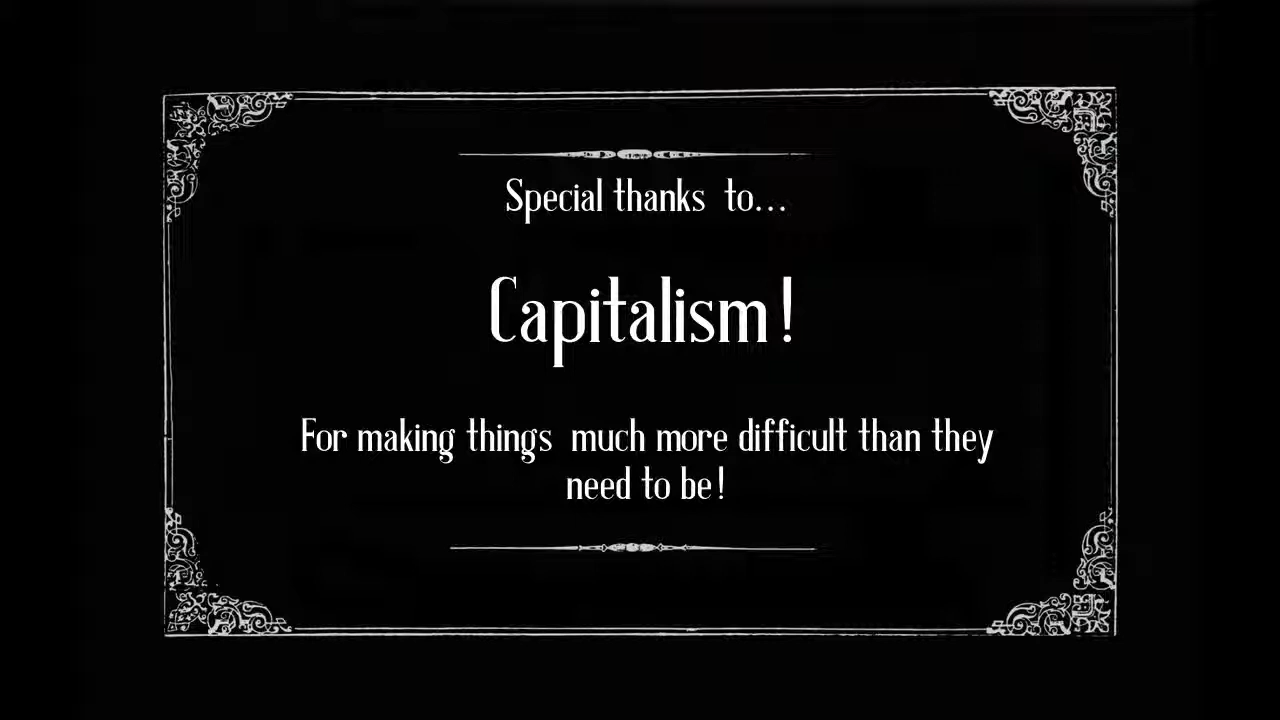 Special thanks to...
Capitalism!
For making things much more difficult than they
need to be!